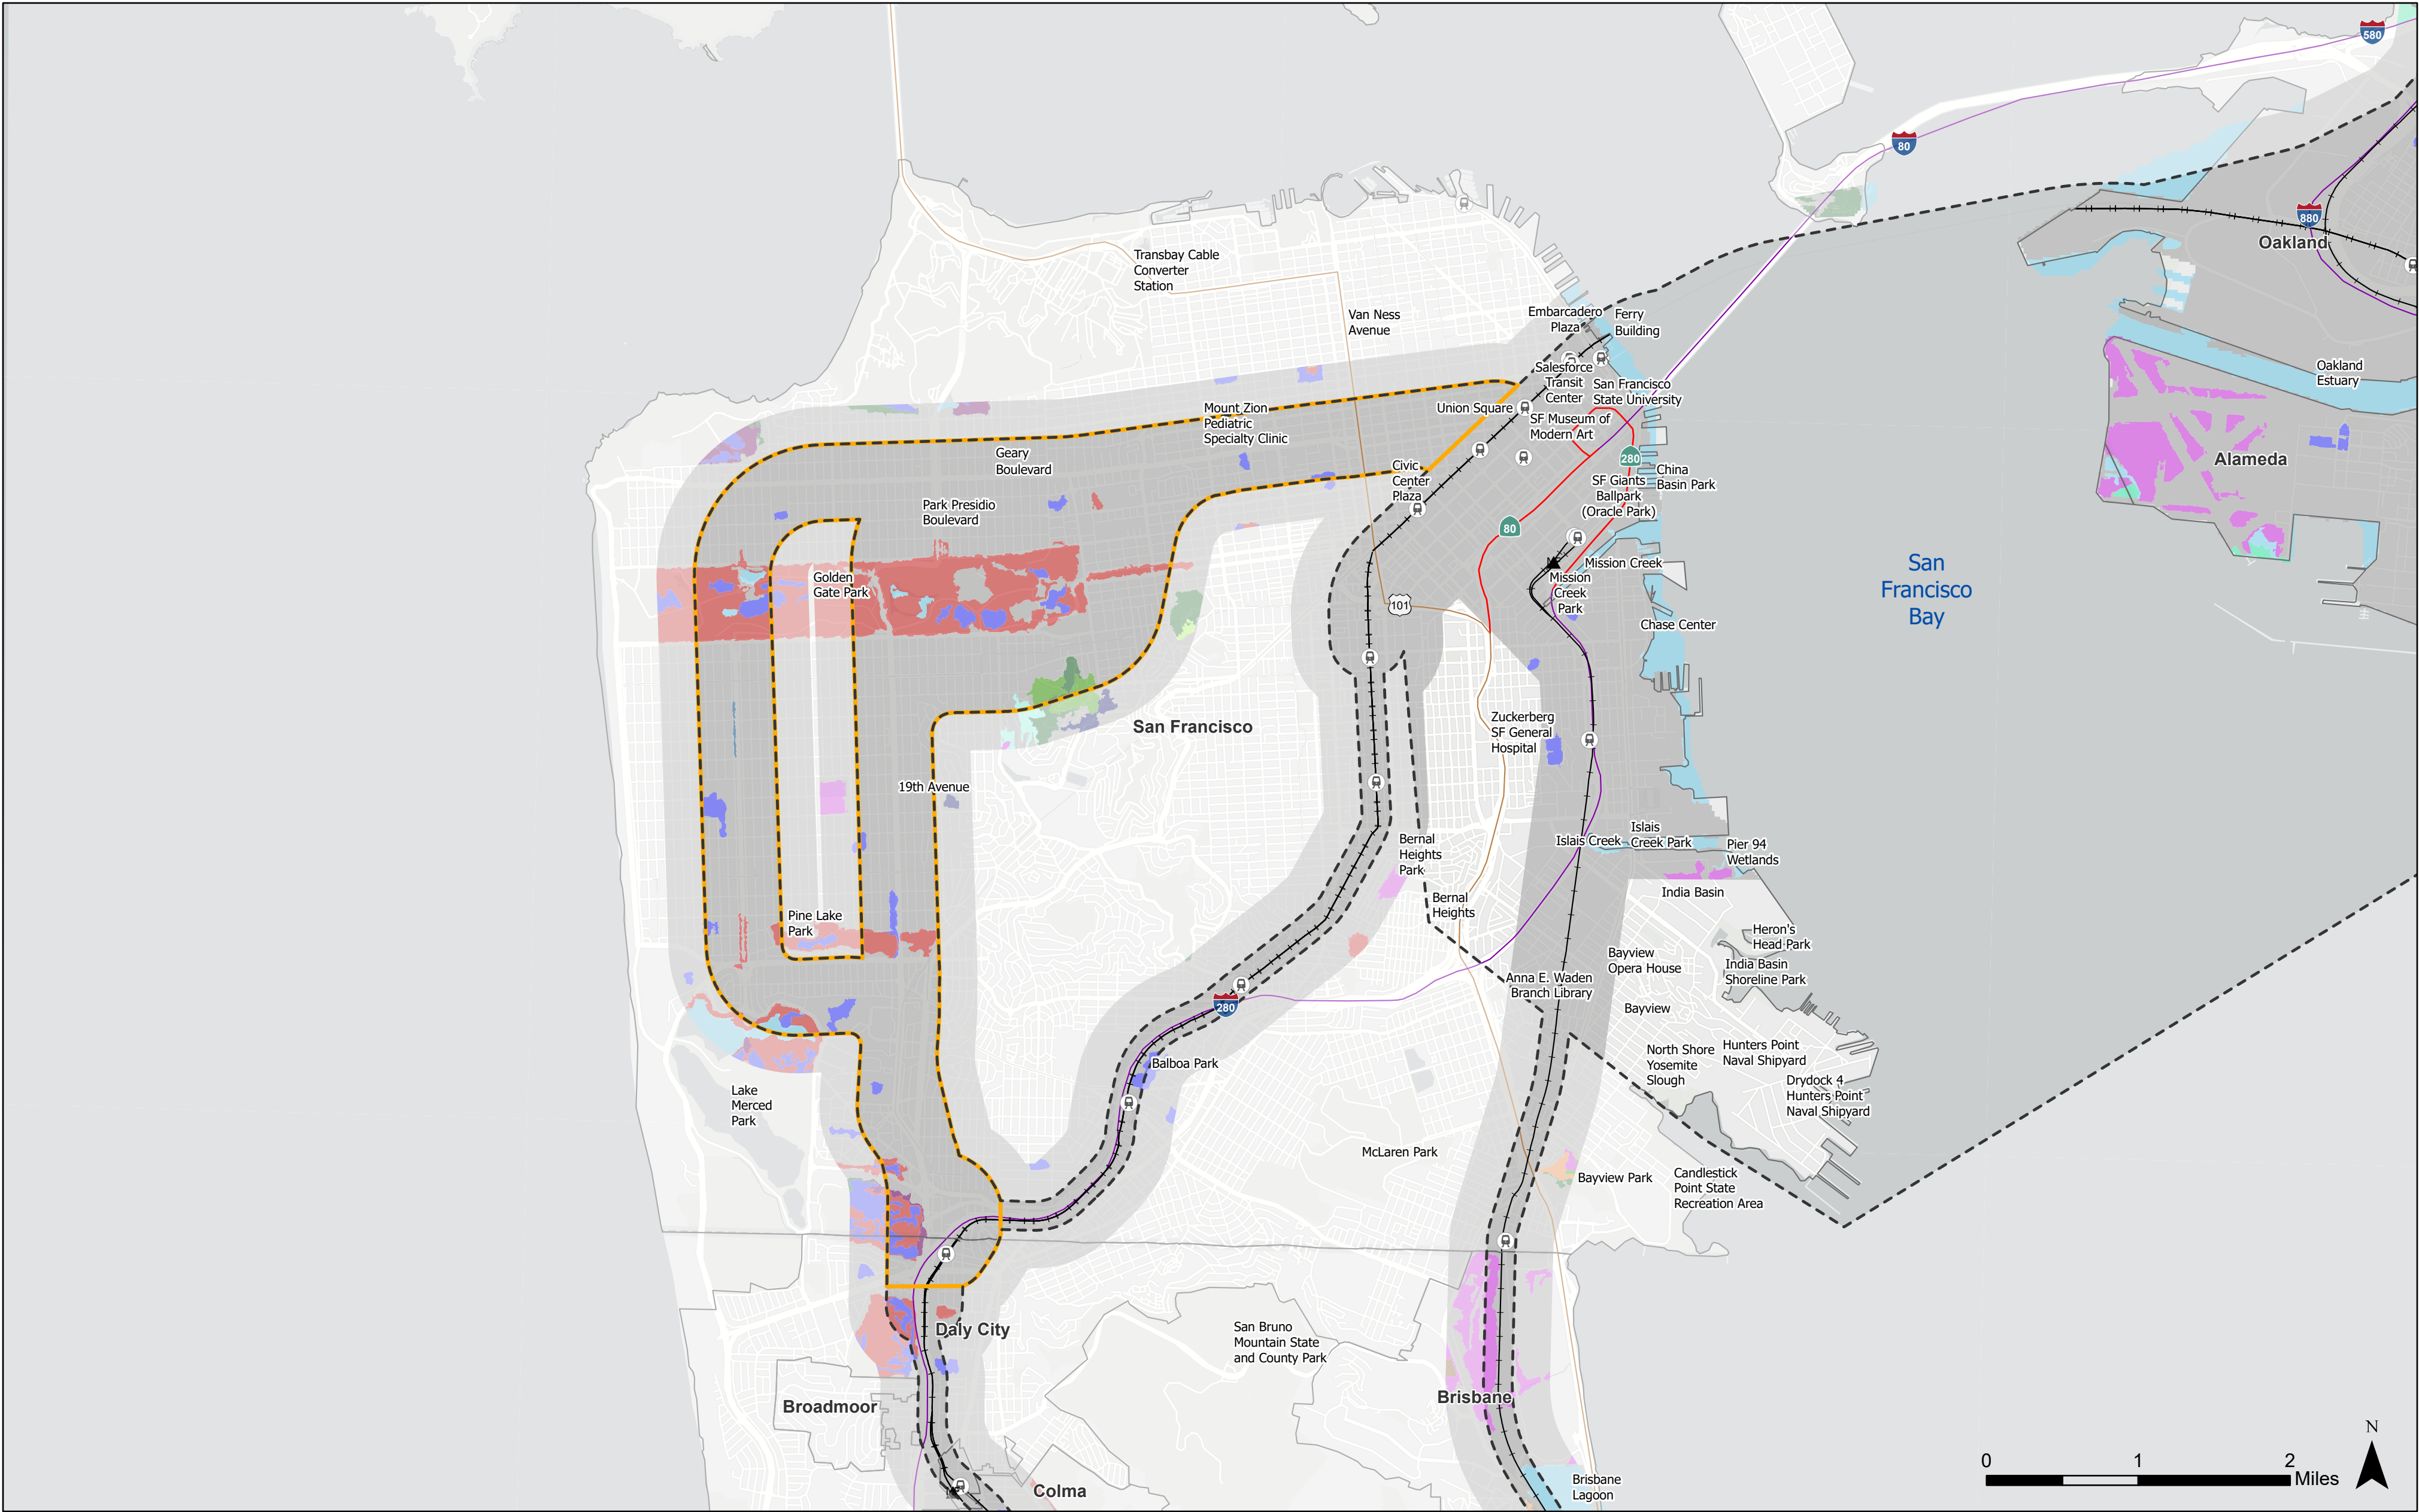 580
80
Transbay Cable
Converter
Station
880
Oakland
Van Ness
Avenue
Embarcadero
Plaza
Ferry
Building
Salesforce
Transit
Center
San Francisco
State University
Oakland
Estuary
Mount Zion
Pediatric
Specialty Clinic
Union Square
SF Museum of
Modern Art
Geary
Boulevard
280
Alameda
Civic
Center
Plaza
China
Basin Park
SF Giants
Ballpark
(Oracle Park)
Park Presidio
Boulevard
80
San
Francisco
Bay
Mission Creek
Golden
Gate Park
Mission
Creek
Park
101
Chase Center
San Francisco
Zuckerberg
SF General
Hospital
19th Avenue
Bernal
Heights
Park
Islais Creek
Islais
Creek Park
Pier 94
Wetlands
India Basin
Bernal
Heights
Pine Lake
Park
Heron's
Head Park
Bayview
Opera House
India Basin
Shoreline Park
Anna E. Waden
Branch Library
280
Bayview
Balboa Park
North Shore
Yosemite
Slough
Hunters Point
Naval Shipyard
Drydock 4
Hunters Point
Naval Shipyard
Lake
Merced
Park
McLaren Park
Bayview Park
Candlestick
Point State
Recreation Area
Daly City
San Bruno
Mountain State
and County Park
Broadmoor
Brisbane
Colma
Brisbane
Lagoon
N
0 1 2
Miles